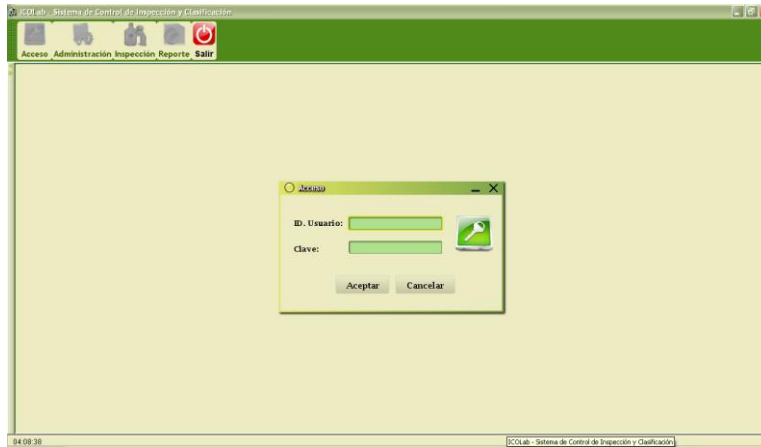 ICOLab - Sistema de Control de Inspección y Clasificación
Acceso Administración Inspección Reporte Salir
Acceso
ID. Usuario:
Clave:
Aceptar Cancelar
04:08:38
ICOLab - Sistema de Control de Inspección y Clasificación